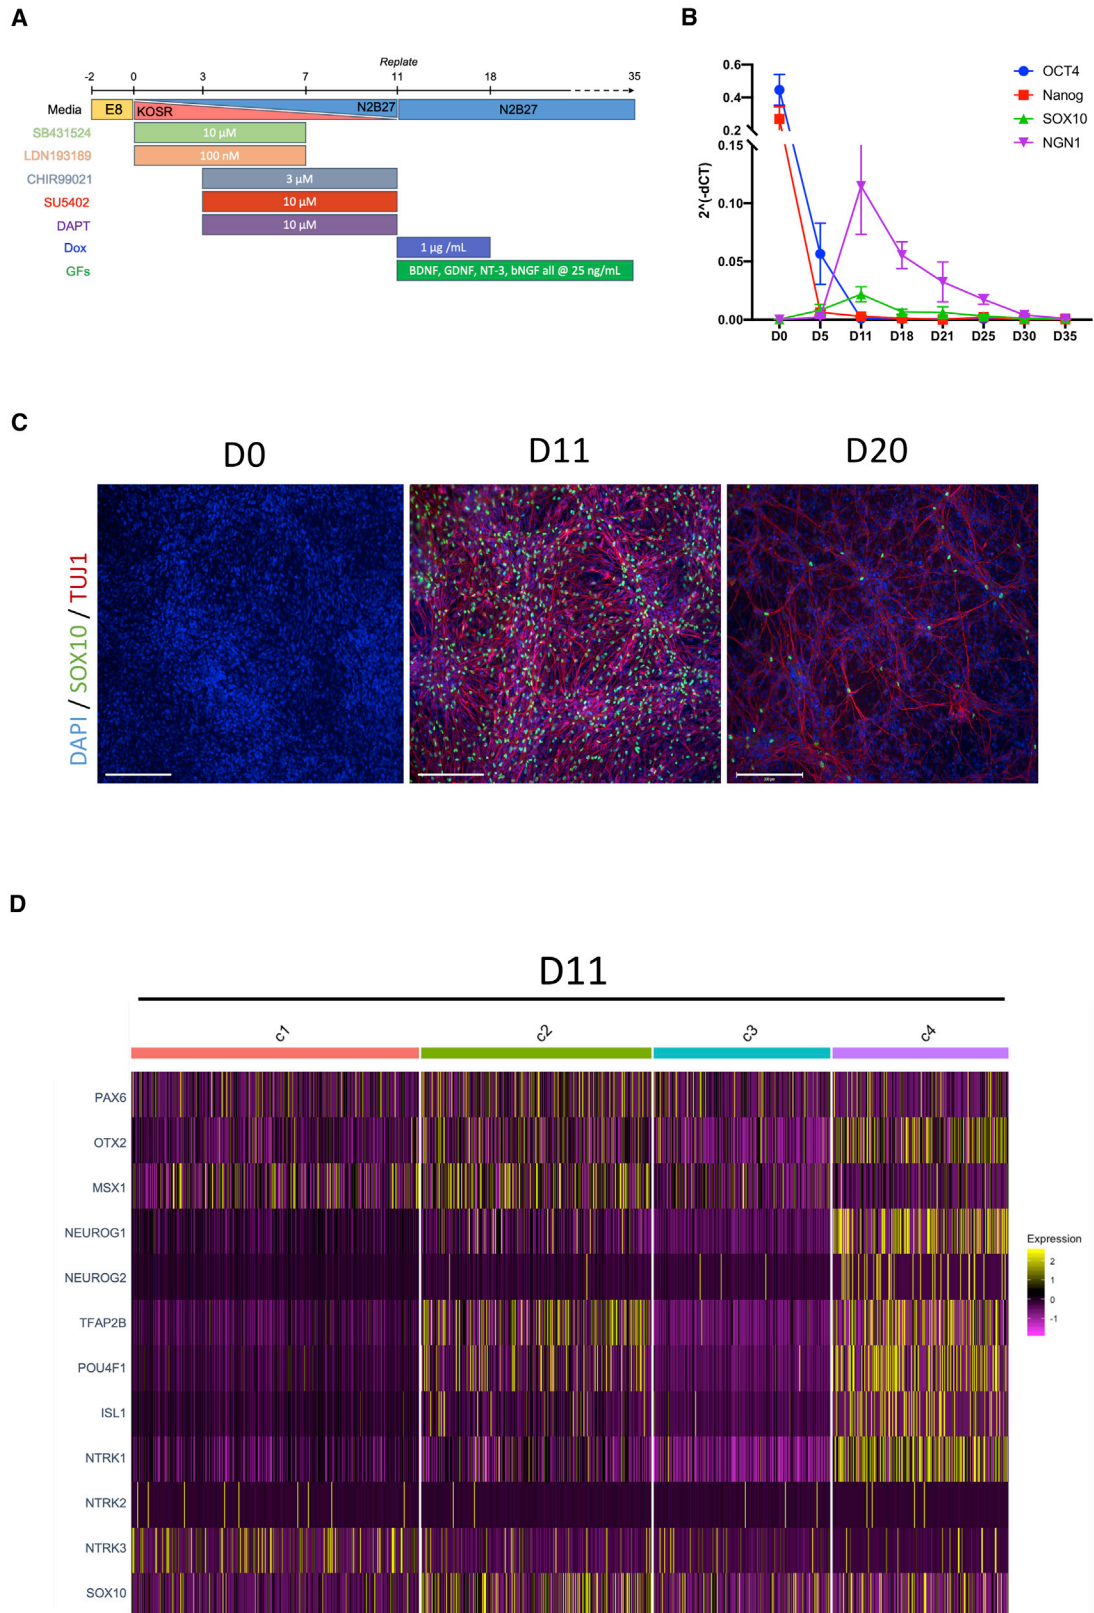 A
Replate
-2 0 3 7 11 18 35
Media E8 KOSR N2B27 N2B27
SB431524 10 µM
LDN193189 100 nM
CHIR99021 3 µM
SU5402 10 µM
DAPT 10 µM
Dox 1 µg /mL
GFs BDNF, GDNF, NT-3, bNGF all @ 25 ng/mL
B
2^(-dCT)
0.6
0.4
0.2
0.15
0.10
0.05
0.00
D0 D5 D11 D18 D21 D25 D30 D35
OCT4
Nanog
SOX10
NGN1
C
D0 D11 D20
DAPI / SOX10 / TUJ1
D
D11
c1 c2 c3 c4
PAX6
OTX2
MSX1
NEUROG1
NEUROG2
TFAP2B
POU4F1
ISL1
NTRK1
NTRK2
NTRK3
SOX10
Expression
2
1
0
-1